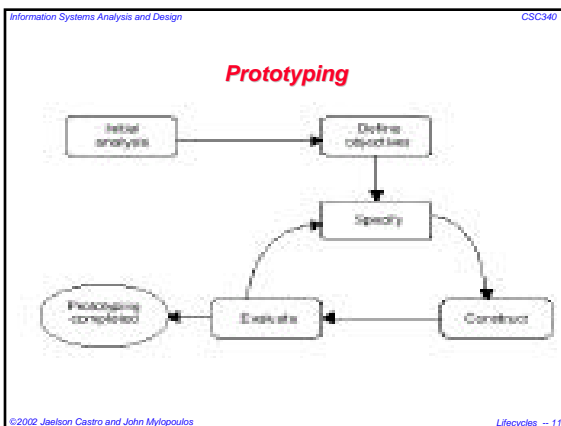 Information Systems Analysis and Design
CSC340
Prototyping
Initial
analysis
Define
objectives
Specify
Prototyping
completed
Evaluate
Construct
©2002 Jaelson Castro and John Mylopoulos
Lifecycles -- 11